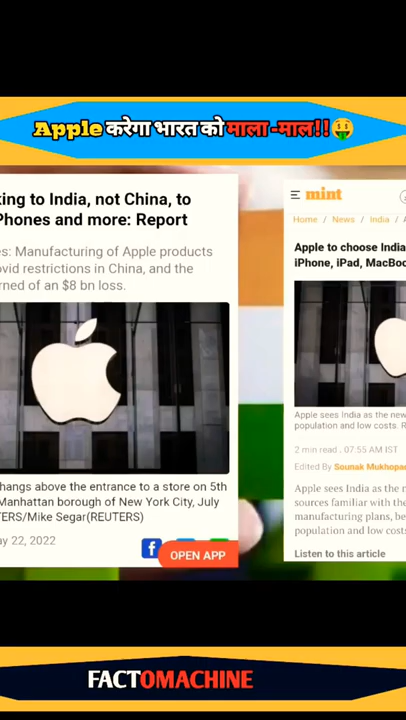 Apple करेगा भारत को माला -माल!!
king to India, not China, to
Phones and more: Report
es: Manufacturing of Apple products
ovid restrictions in China, and the
rned of an $8 bn loss.
hangs above the entrance to a store on 5th
Manhattan borough of New York City, July
TERS/Mike Segar(REUTERS)
ay 22, 2022
OPEN APP
mint
Home / News / India / A
Apple to choose India
iPhone, iPad, MacBoo
Apple sees India as the new
population and low costs. R
2 min read . 07:55 AM IST
Edited By Sounak Mukhopa
Apple sees India as the n
sources familiar with the
manufacturing plans, be
population and low costs
Listen to this article
FACTOMACHINE